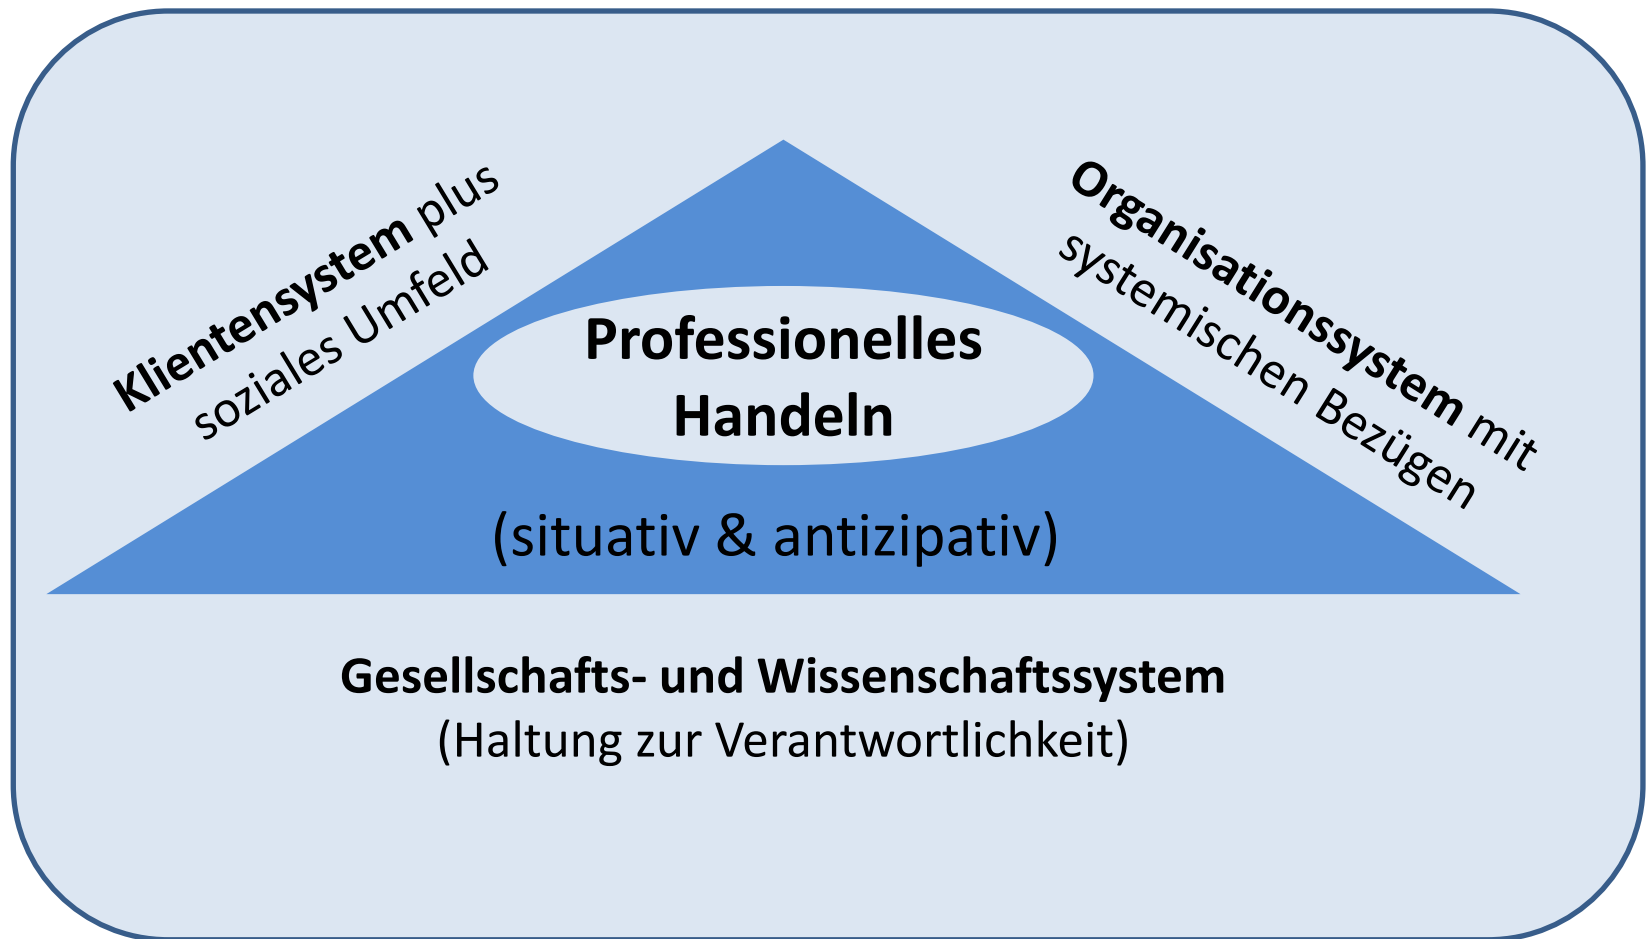 Klientensystem plus
soziales Umfeld
Organisationssystem mit
systemischen Bezügen
Professionelles
Handeln
(situativ & antizipativ)
Gesellschafts- und Wissenschaftssystem
(Haltung zur Verantwortlichkeit)